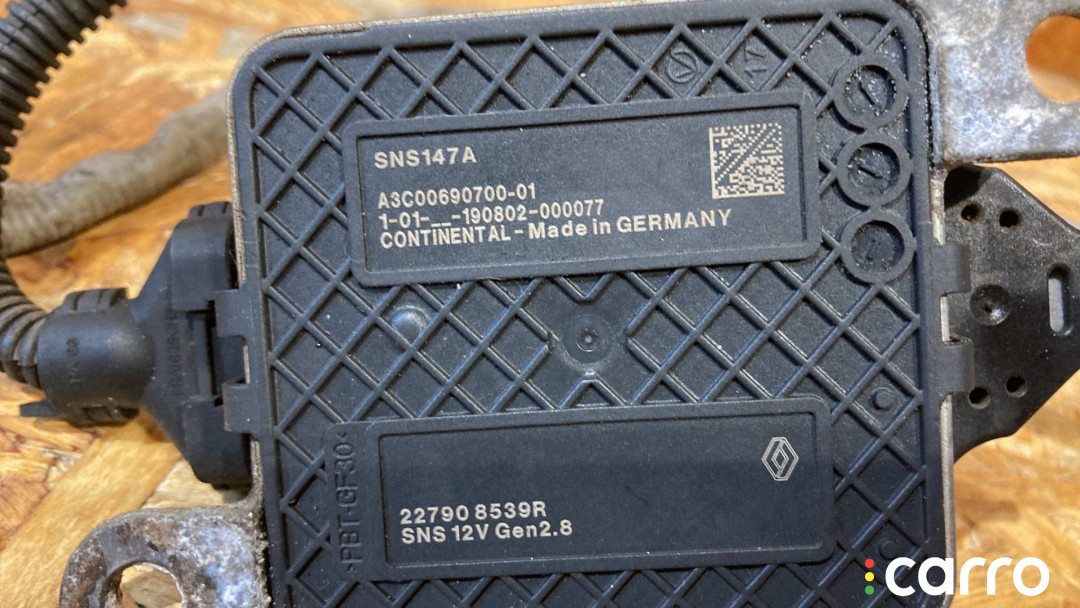 17
SNS147A
A3C00690700-01
1-01-__-190802-000077
CONTINENTAL - Made in GERMANY
>PBT-GF30<
22790 8539R
SNS 12V Gen2.8
carro